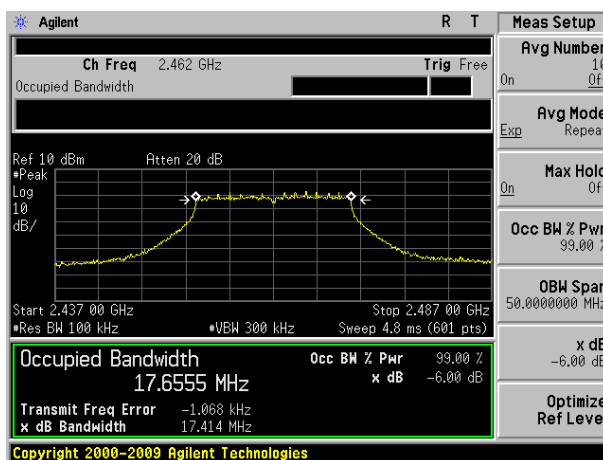 Agilent R T
Meas Setup
Ch Freq 2.462 GHz Trig Free
Occupied Bandwidth
Ref 10 dBm Atten 20 dB
#Peak
Log
10
dB/
Start 2.437 00 GHz Stop 2.487 00 GHz
#Res BW 100 kHz #VBW 300 kHz Sweep 4.8 ms (601 pts)
Occupied Bandwidth Occ BW % Pwr 99.00 %
17.6555 MHz x dB -6.00 dB
Transmit Freq Error -1.068 kHz
x dB Bandwidth 17.414 MHz
Copyright 2000-2009 Agilent Technologies
Avg Number
10
On Of
Avg Mode
Exp Repea
Max Hold
On Of
Occ BW % Pwr
99.00 %
OBW Span
50.0000000 MHz
x dB
-6.00 dB
Optimize
Ref Leve